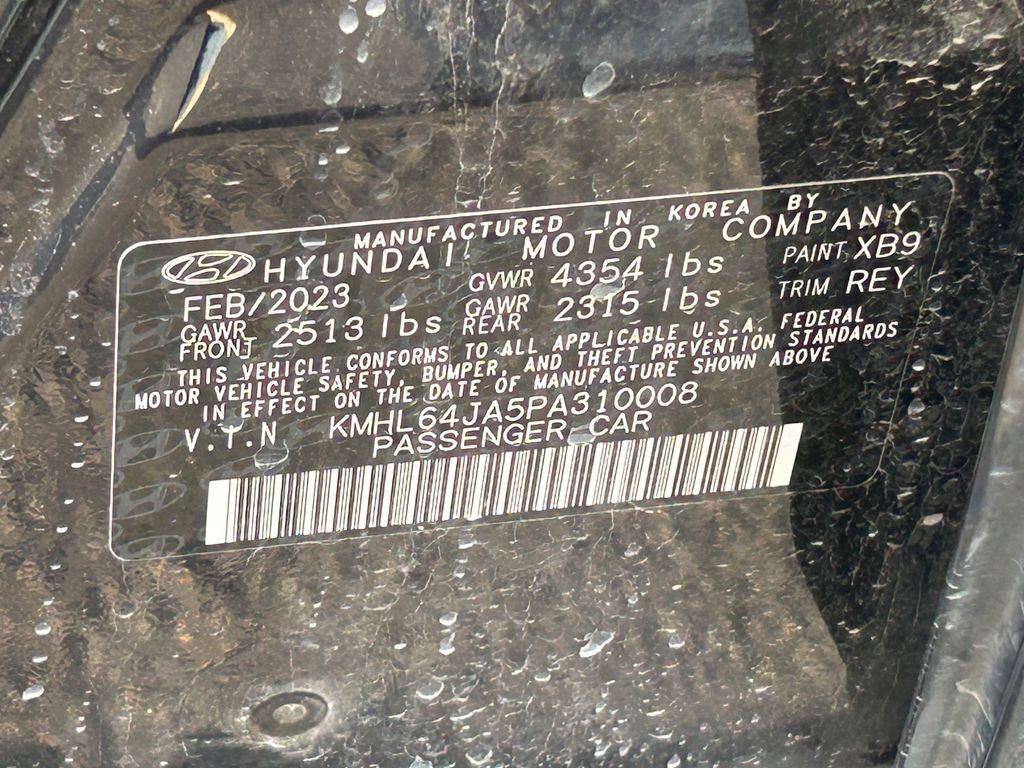 MANUFACTURED IN KOREA BY
HYUNDAI MOTOR COMPANY
FEB/2023 GVWR 4354 lbs PAINT XB9
GAWR FRONT 2513 lbs GAWR REAR 2315 lbs TRIM REY
THIS VEHICLE CONFORMS TO ALL APPLICABLE U.S.A. FEDERAL
MOTOR VEHICLE SAFETY, BUMPER, AND THEFT PREVENTION STANDARDS
IN EFFECT ON THE DATE OF MANUFACTURE SHOWN ABOVE
V.I.N KMHL64JA5PA310008
PASSENGER CAR